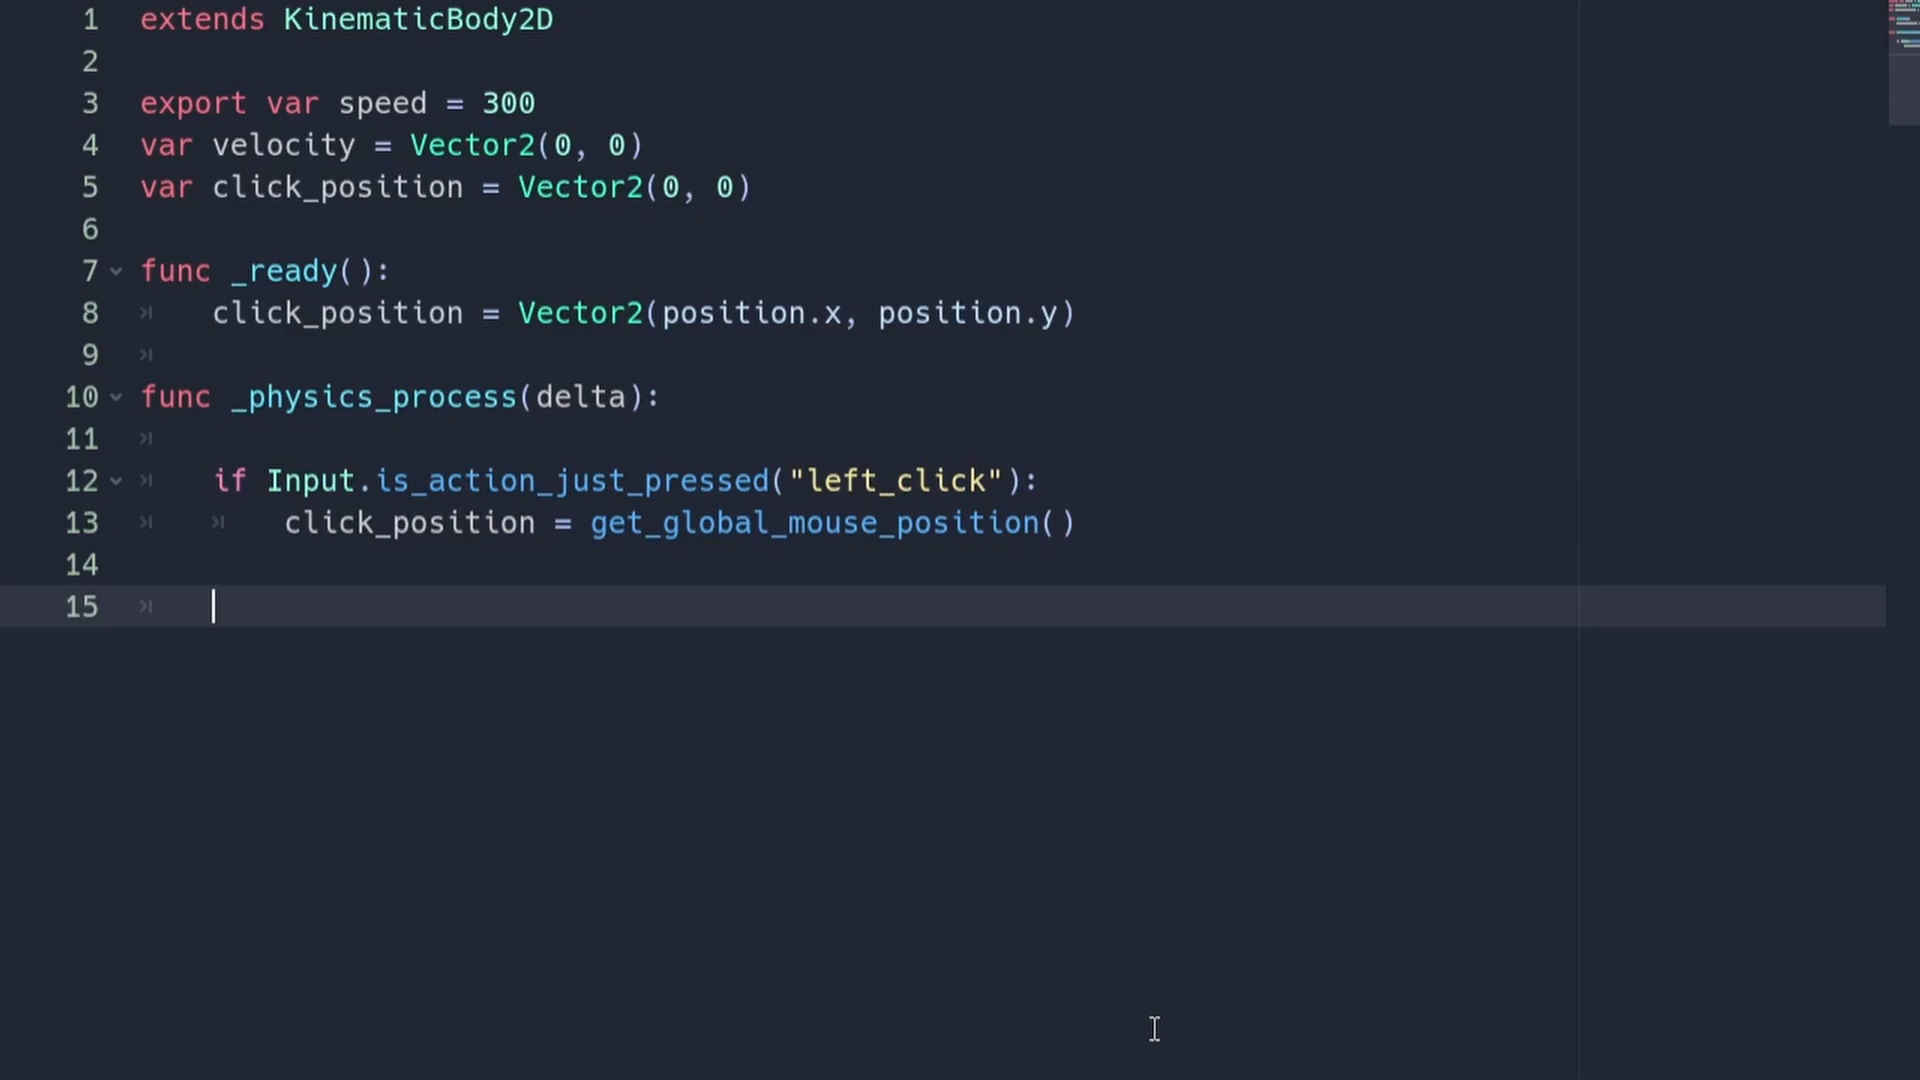 1 extends KinematicBody2D
2
3 export var speed = 300
4 var velocity = Vector2(0, 0)
5 var click_position = Vector2(0, 0)
6
7 func _ready():
8 click_position = Vector2(position.x, position.y)
9
10 func _physics_process(delta):
11
12 if Input.is_action_just_pressed("left_click"):
13 click_position = get_global_mouse_position()
14
15